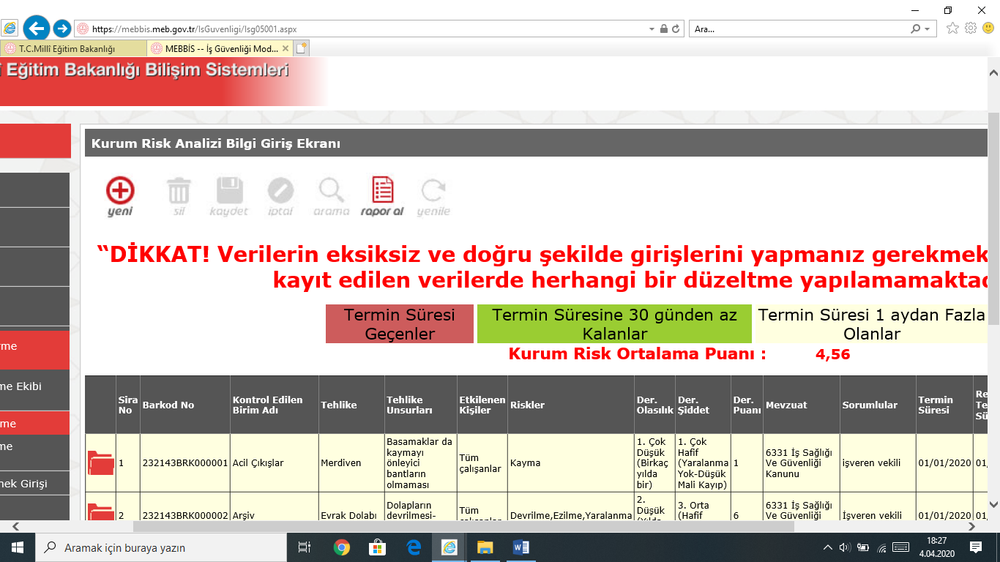 https://mebbis.meb.gov.tr/IsGuvenligi/Isg05001.aspx
Ara...
T.C.Millî Eğitim Bakanlığı
MEBBİS -- İş Güvenliği Mod...
Eğitim Bakanlığı Bilişim Sistemleri
Kurum Risk Analizi Bilgi Giriş Ekranı
yeni
sil
kaydet
iptal
arama
rapor al
yenile
“DİKKAT! Verilerin eksiksiz ve doğru şekilde girişlerini yapmanız gerekmek
kayıt edilen verilerde herhangi bir düzeltme yapılamamaktad
Termin Süresi
Geçenler
Termin Süresine 30 günden az
Kalanlar
Termin Süresi 1 aydan Fazla
Olanlar
Kurum Risk Ortalama Puanı : 4,56
rme
me Ekibi
me
me
nek Girişi
Sira
No
Barkod No
Kontrol Edilen
Birim Adı
Tehlike
Tehlike
Unsurları
Etkilenen
Kişiler
Riskler
Der.
Olasılık
Der.
Şiddet
Der.
Puanı
Mevzuat
Sorumlular
Termin
Süresi
Re
Te
Sü
1
232143BRK000001
Acil Çıkışlar
Merdiven
Basamaklar da
kaymayı
önleyici
bantların
olmaması
Tüm
çalışanlar
Kayma
1. Çok
Düşük
(Birkaç
yılda
bir)
1. Çok
Hafif
(Yaralanma
Yok-Düşük
Mali Kayıp)
1
6331 İş Sağlığı
Ve Güvenliği
Kanunu
işveren vekili
01/01/2020
01/
2
232143BRK000002
Arşiv
Evrak Dolabı
Dolapların
devrilmesi-
Tüm
Devrilme,Ezilme,Yaralanma
2.
Düşük
3. Orta
(Hafif
6
6331 İş Sağlığı
Ve Güvenliği
İşveren vekili
01/01/2020
01/
Aramak için buraya yazın
18:27
4.04.2020